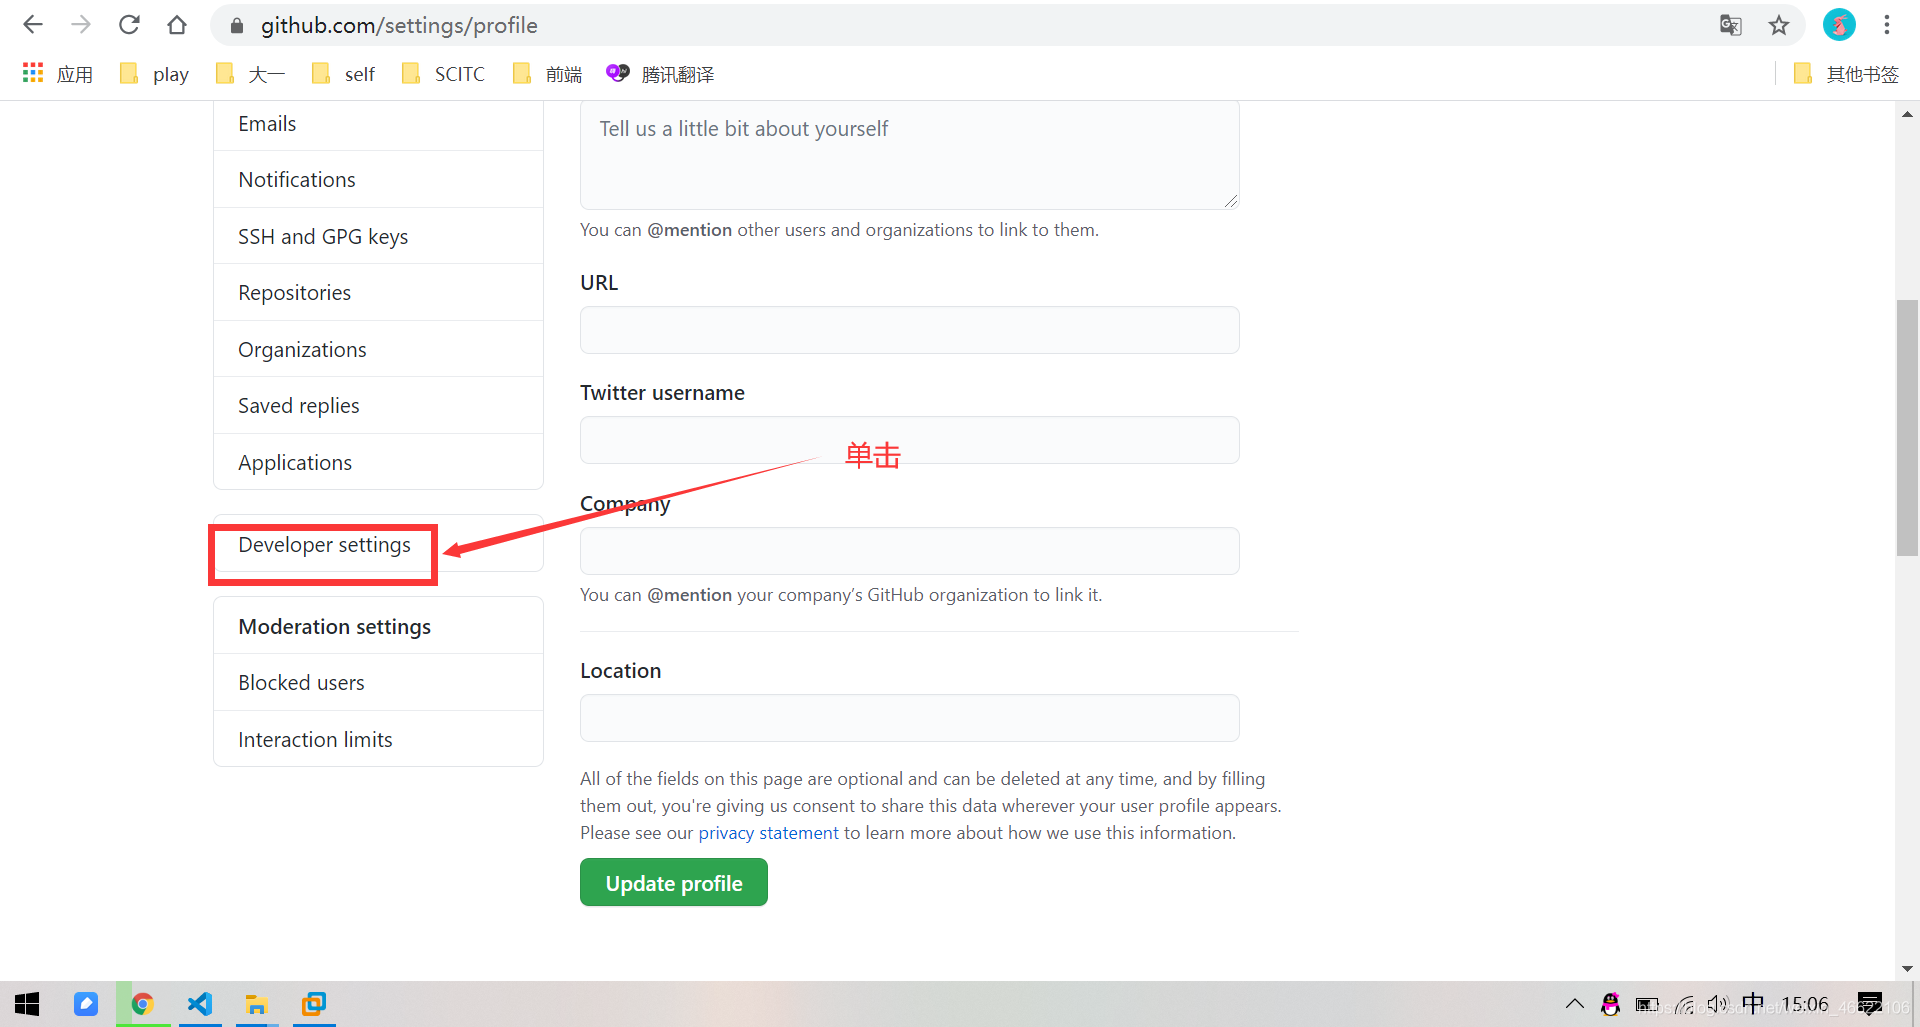 github.com/settings/profile
应用 play 大一 self SCITC 前端 腾讯翻译 其他书签
Emails
Notifications
SSH and GPG keys
Repositories
Organizations
Saved replies
Applications
Developer settings
Moderation settings
Blocked users
Interaction limits
Tell us a little bit about yourself
You can @mention other users and organizations to link to them.
URL
Twitter username
单击
Company
You can @mention your company’s GitHub organization to link it.
Location
All of the fields on this page are optional and can be deleted at any time, and by filling
them out, you're giving us consent to share this data wherever your user profile appears.
Please see our privacy statement to learn more about how we use this information.
Update profile
中 15:06